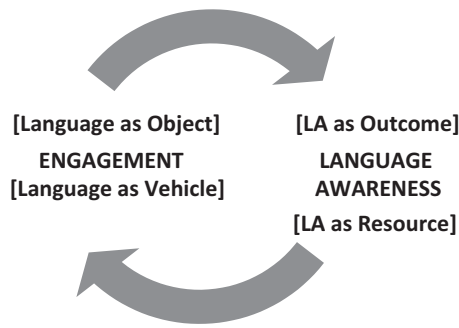 [Language as Object]
ENGAGEMENT
[Language as Vehicle]
[LA as Outcome]
LANGUAGE
AWARENESS
[LA as Resource]